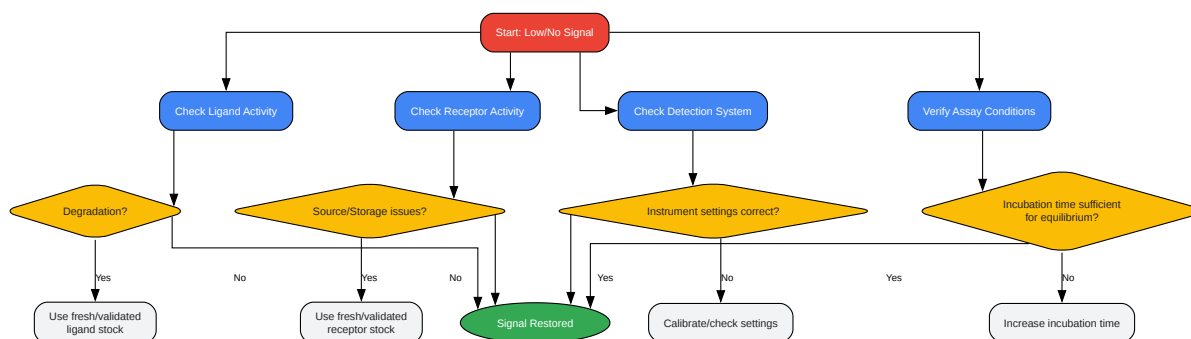 Start: Low/No Signal
Check Ligand Activity
Check Receptor Activity
Check Detection System
Verify Assay Conditions
Degradation?
Source/Storage issues?
Instrument settings correct?
Incubation time sufficient
for equilibrium?
Yes
No
Yes
No
Yes
No
Yes
No
Use fresh/validated
ligand stock
Use fresh/validated
receptor stock
Signal Restored
Calibrate/check settings
Increase incubation time